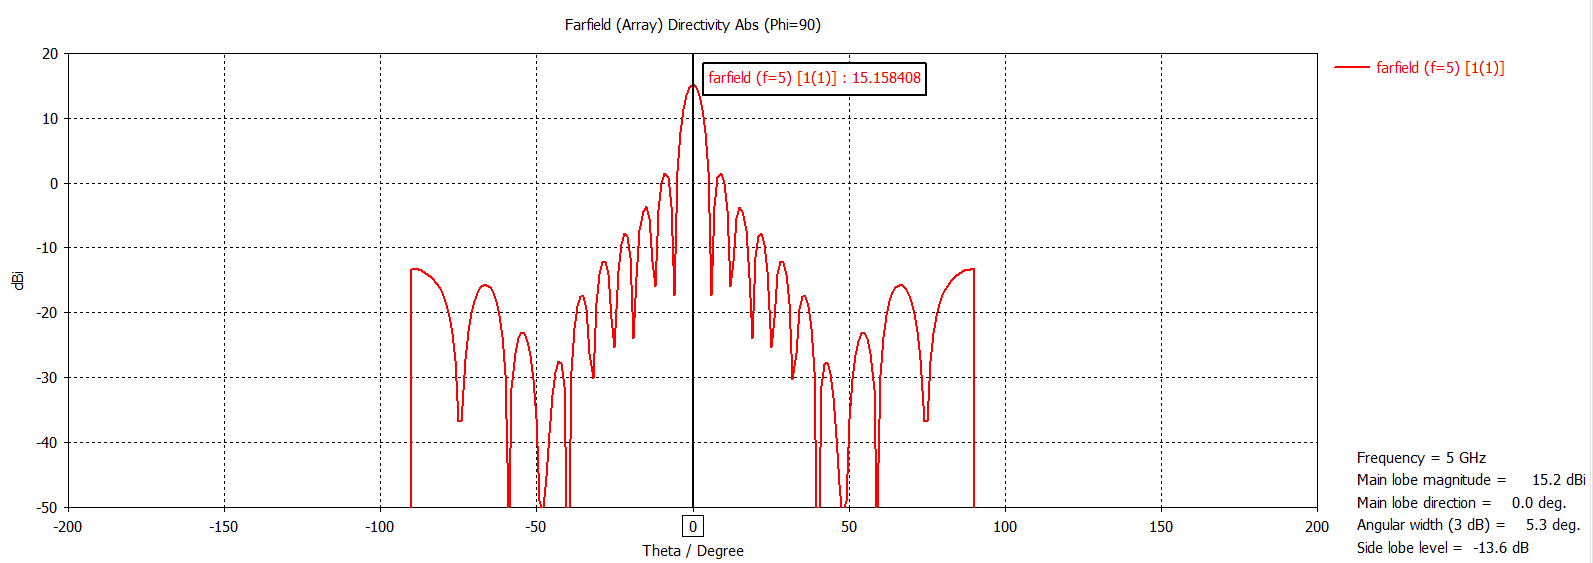 Farfield (Array) Directivity Abs (Phi=90)
20
farfield (f=5) [1(1)] : 15.158408
farfield (f=5) [1(1)]
10
0
-10
dBi
-20
-30
-40
-50
-200
-150
-100
-50
0
50
100
150
200
Theta / Degree
Frequency = 5 GHz
Main lobe magnitude = 15.2 dBi
Main lobe direction = 0.0 deg.
Angular width (3 dB) = 5.3 deg.
Side lobe level = -13.6 dB